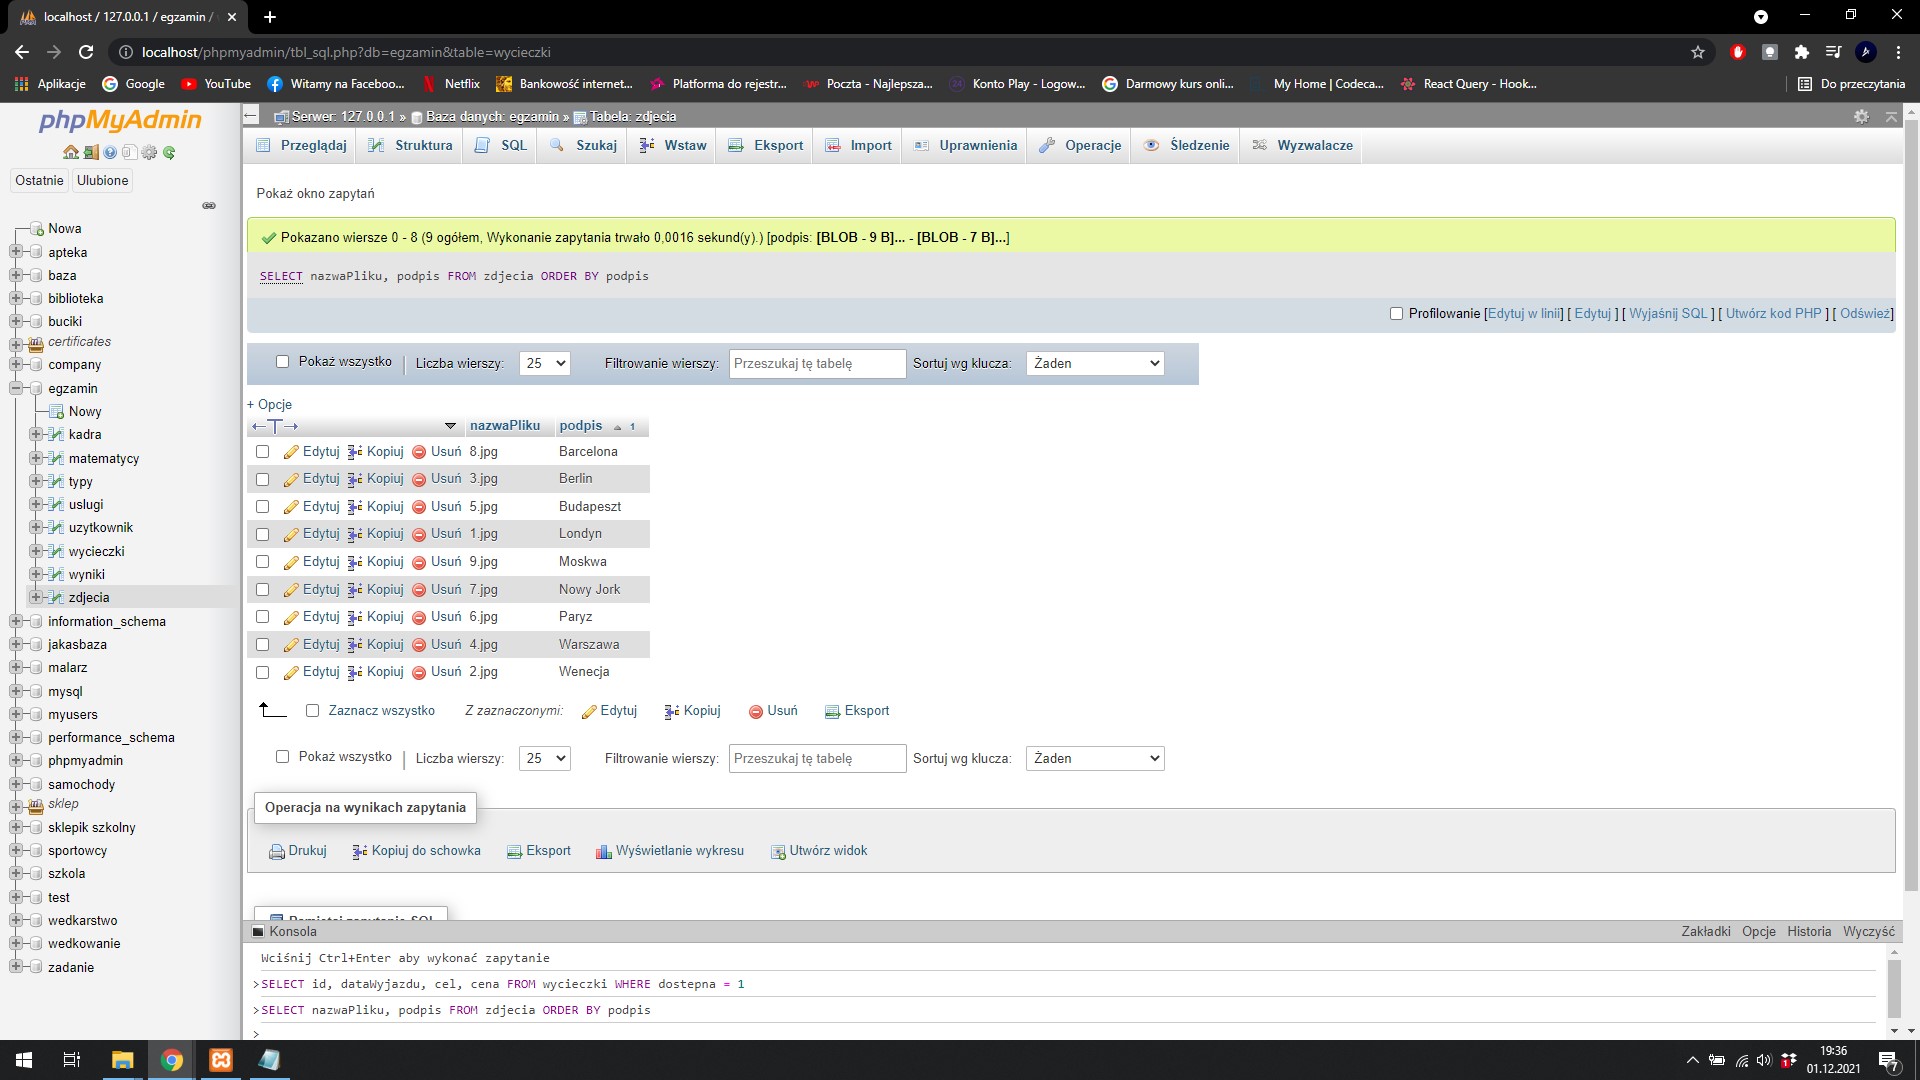 localhost / 127.0.0.1 / egzamin /
localhost/phpmyadmin/tbl_sql.php?db=egzamin&table=wycieczki
Aplikacje Google YouTube Witamy na Faceboo... Netflix Bankowość internet... Platforma do rejestr... Poczta - Najlepsza... Konto Play - Logow... Darmowy kurs onli... My Home | Codeca... React Query - Hook... Do przeczytania
phpMyAdmin
Ostatnie Ulubione
Nowa
apteka
baza
biblioteka
buciki
certificates
company
egzamin
Nowy
kadra
matematycy
typy
uslugi
uzytkownik
wycieczki
wyniki
zdjecia
information_schema
jakasbaza
malarz
mysql
myusers
performance_schema
phpmyadmin
samochody
sklep
sklepik szkolny
sportowcy
szkola
test
wedkarstwo
wedkowanie
zadanie
Serwer: 127.0.0.1 » Baza danych: egzamin » Tabela: zdjecia
Przeglądaj Struktura SQL Szukaj Wstaw Eksport Import Uprawnienia Operacje Śledzenie Wyzwalacze
Pokaż okno zapytań
Pokazano wiersze 0 - 8 (9 ogółem, Wykonanie zapytania trwało 0,0016 sekund(y).) [podpis: [BLOB - 9 B]... - [BLOB - 7 B]...]
SELECT nazwaPliku, podpis FROM zdjecia ORDER BY podpis
Profilowanie [Edytuj w linii] [ Edytuj ] [ Wyjaśnij SQL ] [ Utwórz kod PHP ] [ Odśwież]
Pokaż wszystko Liczba wierszy: 25 Filtrowanie wierszy: Przeszukaj tę tabelę Sortuj wg klucza: Żaden
+ Opcje
←T→ nazwaPliku podpis 1
Edytuj Kopiuj Usuń 8.jpg Barcelona
Edytuj Kopiuj Usuń 3.jpg Berlin
Edytuj Kopiuj Usuń 5.jpg Budapeszt
Edytuj Kopiuj Usuń 1.jpg Londyn
Edytuj Kopiuj Usuń 9.jpg Moskwa
Edytuj Kopiuj Usuń 7.jpg Nowy Jork
Edytuj Kopiuj Usuń 6.jpg Paryz
Edytuj Kopiuj Usuń 4.jpg Warszawa
Edytuj Kopiuj Usuń 2.jpg Wenecja
Zaznacz wszystko Z zaznaczonymi: Edytuj Kopiuj Usuń Eksport
Pokaż wszystko Liczba wierszy: 25 Filtrowanie wierszy: Przeszukaj tę tabelę Sortuj wg klucza: Żaden
Operacja na wynikach zapytania
Drukuj Kopiuj do schowka Eksport Wyświetlanie wykresu Utwórz widok
Konsola Zakładki Opcje Historia Wyczyść
Wciśnij Ctrl+Enter aby wykonać zapytanie
>SELECT id, dataWyjazdu, cel, cena FROM wycieczki WHERE dostepna = 1
>SELECT nazwaPliku, podpis FROM zdjecia ORDER BY podpis
>
19:36
01.12.2021
7